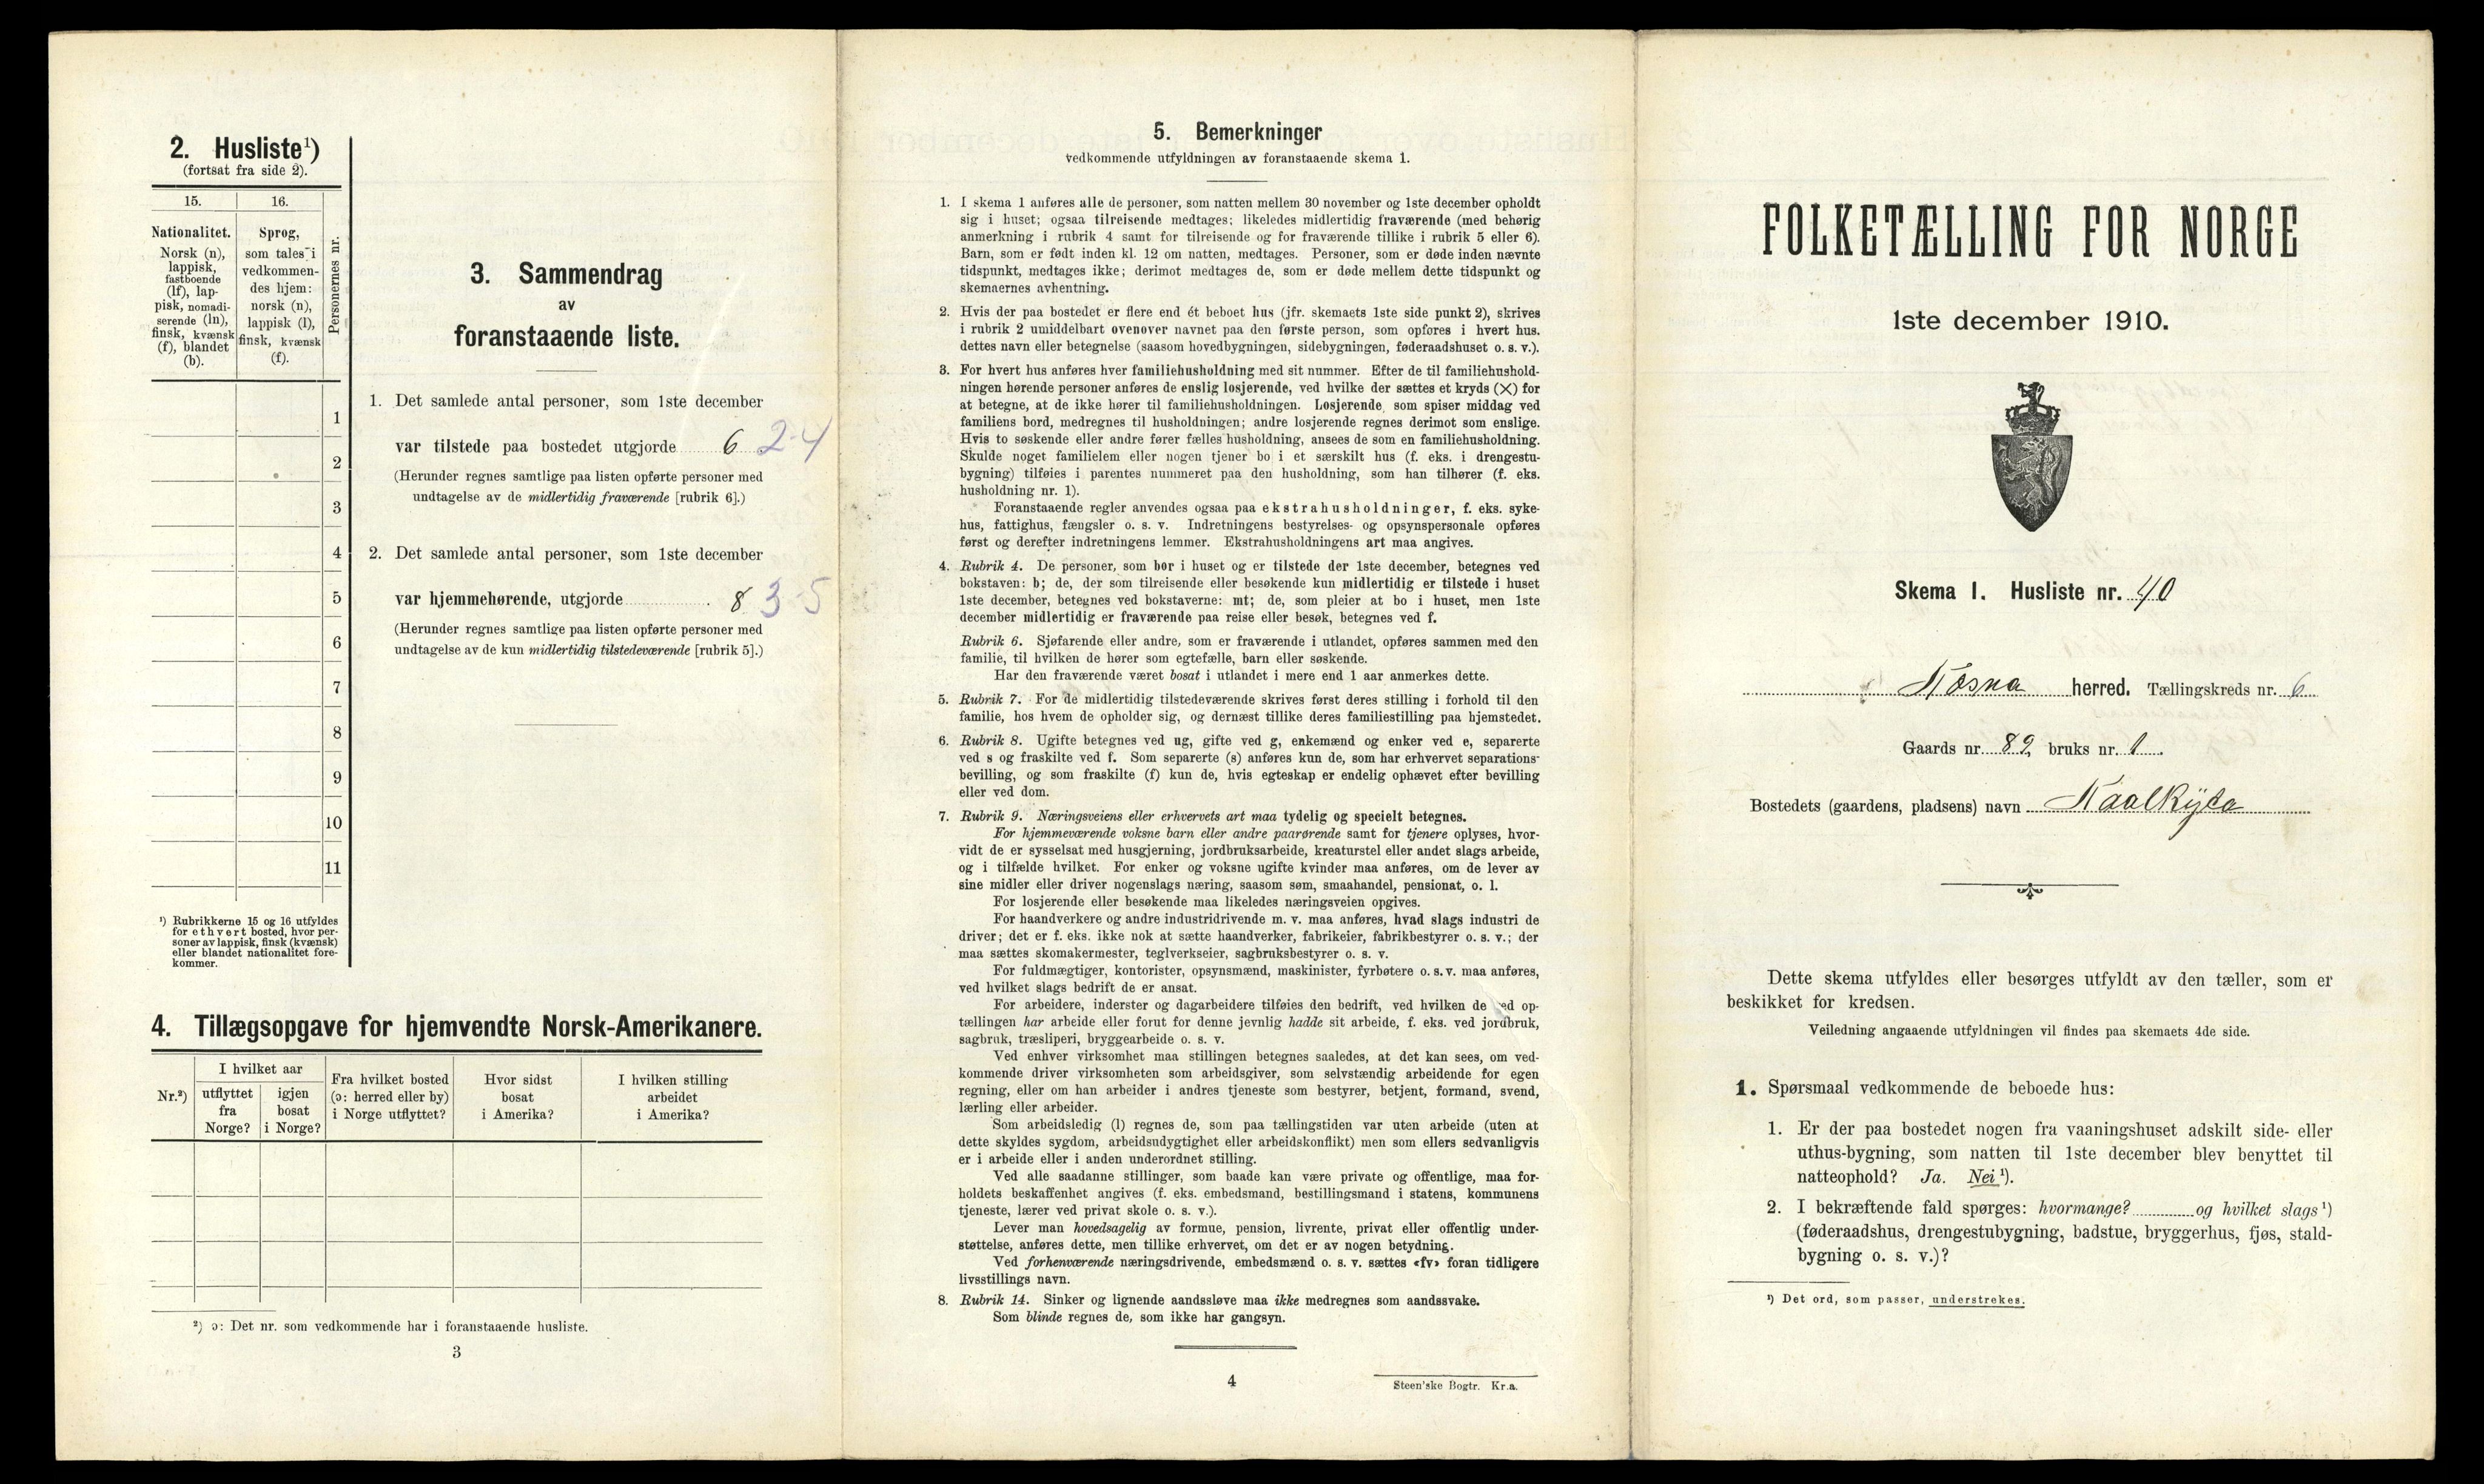 2. Husliste¹)
(fortsat fra side 2).
15.
16.
Personernes nr.
Nationalitet.
Norsk (n),
lappisk,
fastboende
(lf), lap-
pisk, nomadi-
serende (ln),
finsk, kvænsk
(f), blandet
(b).
Sprog,
som tales i
vedkommen-
des hjem:
norsk (n),
lappisk (l),
finsk, kvænsk
(f).
1
2
3
4
5
6
7
8
9
10
11
¹) Rubrikkerne 15 og 16 utfyldes
for ethvert bosted, hvor per-
soner av lappisk, finsk (kvænsk)
eller blandet nationalitet fore-
kommer.
3. Sammendrag
av
foranstaaende liste.
1. Det samlede antal personer, som 1ste december
var tilstede paa bostedet utgjorde 6 2-4
(Herunder regnes samtlige paa listen opførte personer med
undtagelse av de midlertidig fraværende [rubrik 6].)
2. Det samlede antal personer, som 1ste december
var hjemmehørende, utgjorde 8 3-5
(Herunder regnes samtlige paa listen opførte personer med
undtagelse av de kun midlertidig tilstedeværende [rubrik 5].)
4. Tillægsopgave for hjemvendte Norsk-Amerikanere.
Nr.²)
I hvilket aar
utflyttet
fra
Norge?
igjen
bosat
i Norge?
Fra hvilket bosted
(ɔ: herred eller by)
i Norge utflyttet?
Hvor sidst
bosat
i Amerika?
I hvilken stilling
arbeidet
i Amerika?
²) ɔ: Det nr. som vedkommende har i foranstaaende husliste.
3
5. Bemerkninger
vedkommende utfyldningen av foranstaaende skema 1.
1. I skema 1 anføres alle de personer, som natten mellem 30 november og 1ste december opholdt
sig i huset; ogsaa tilreisende medtages; likeledes midlertidig fraværende (med behørig
anmerkning i rubrik 4 samt for tilreisende og for fraværende tillike i rubrik 5 eller 6).
Barn, som er født inden kl. 12 om natten, medtages. Personer, som er døde inden nævnte
tidspunkt, medtages ikke; derimot medtages de, som er døde mellem dette tidspunkt og
skemaernes avhentning.
2. Hvis der paa bostedet er flere end ét beboet hus (jfr. skemaets 1ste side punkt 2), skrives
i rubrik 2 umiddelbart ovenover navnet paa den første person, som opføres i hvert hus.
dettes navn eller betegnelse (saasom hovedbygningen, sidebygningen, føderaadshuset o. s. v.).
3. For hvert hus anføres hver familiehusholdning med sit nummer. Efter de til familiehushold-
ningen hørende personer anføres de enslig losjerende, ved hvilke der sættes et kryds (×) for
at betegne, at de ikke hører til familiehusholdningen. Losjerende som spiser middag ved
familiens bord, medregnes til husholdningen; andre losjerende regnes derimot som enslige.
Hvis to søskende eller andre fører fælles husholdning, ansees de som en familiehusholdning.
Skulde noget familielem eller nogen tjener bo i et særskilt hus (f. eks. i drengestu-
bygning) tilføies i parentes nummeret paa den husholdning, som han tilhører (f. eks.
husholdning nr. 1).
Foranstaaende regler anvendes ogsaa paa ekstrahusholdninger, f. eks. syke-
hus, fattighus, fængsler o. s. v. Indretningens bestyrelses- og opsynspersonale opføres
først og derefter indretningens lemmer. Ekstrahusholdningens art maa angives.
4. Rubrik 4. De personer, som bor i huset og er tilstede der 1ste december, betegnes ved
bokstaven: b; de, der som tilreisende eller besøkende kun midlertidig er tilstede i huset
1ste december, betegnes ved bokstaverne: mt; de, som pleier at bo i huset, men 1ste
december midlertidig er fraværende paa reise eller besøk, betegnes ved f.
Rubrik 6. Sjøfarende eller andre, som er fraværende i utlandet, opføres sammen med den
familie, til hvilken de hører som egtefælle, barn eller søskende.
Har den fraværende været bosat i utlandet i mere end 1 aar anmerkes dette.
5. Rubrik 7. For de midlertidig tilstedeværende skrives først deres stilling i forhold til den
familie, hos hvem de opholder sig, og dernæst tillike deres familiestilling paa hjemstedet.
6. Rubrik 8. Ugifte betegnes ved ug, gifte ved g, enkemænd og enker ved e, separerte
ved s og fraskilte ved f. Som separerte (s) anføres kun de, som har erhvervet separations-
bevilling, og som fraskilte (f) kun de, hvis egteskap er endelig ophævet efter bevilling
eller ved dom.
7. Rubrik 9. Næringsveiens eller erhvervets art maa tydelig og specielt betegnes.
For hjemmeværende voksne barn eller andre paarørende samt for tjenere oplyses, hvor-
vidt de er sysselsat med husgjerning, jordbruksarbeide, kreaturstel eller andet slags arbeide,
og i tilfælde hvilket. For enker og voksne ugifte kvinder maa anføres, om de lever av
sine midler eller driver nogenslags næring, saasom søm, smaahandel, pensionat, o. l.
For losjerende eller besøkende maa likeledes næringsveien opgives.
For haandverkere og andre industridrivende m. v. maa anføres, hvad slags industri de
driver; det er f. eks. ikke nok at sætte haandverker, fabrikeier, fabrikbestyrer o. s. v.; der
maa sættes skomakermester, teglverkseier, sagbruksbestyrer o. s. v.
For fuldmægtiger, kontorister, opsynsmænd, maskinister, fyrbøtere o. s. v. maa anføres,
ved hvilket slags bedrift de er ansat.
For arbeidere, inderster og dagarbeidere tilføies den bedrift, ved hvilken de ved op-
tællingen har arbeide eller forut for denne jevnlig hadde sit arbeide, f. eks. ved jordbruk,
sagbruk, træsliperi, bryggearbeide o. s. v.
Ved enhver virksomhet maa stillingen betegnes saaledes, at det kan sees, om ved-
kommende driver virksomheten som arbeidsgiver, som selvstændig arbeidende for egen
regning, eller om han arbeider i andres tjeneste som bestyrer, betjent, formand, svend,
lærling eller arbeider.
Som arbeidsledig (l) regnes de, som paa tællingstiden var uten arbeide (uten at
dette skyldes sygdom, arbeidsudygtighet eller arbeidskonflikt) men som ellers sedvanligvis
er i arbeide eller i anden underordnet stilling.
Ved alle saadanne stillinger, som baade kan være private og offentlige, maa for-
holdets beskaffenhet angives (f. eks. embedsmand, bestillingsmand i statens, kommunens
tjeneste, lærer ved privat skole o. s. v.).
Lever man hovedsagelig av formue, pension, livrente, privat eller offentlig under-
støttelse, anføres dette, men tillike erhvervet, om det er av nogen betydning.
Ved forhenværende næringsdrivende, embedsmænd o. s. v. sættes «fv» foran tidligere
livsstillings navn.
8. Rubrik 14. Sinker og lignende aandssløve maa ikke medregnes som aandssvake.
Som blinde regnes de, som ikke har gangsyn.
4
Steen'ske Bogtr. Kr.a.
FOLKETÆLLING FOR NORGE
1ste december 1910.
Skema 1. Husliste nr. 40
Næsna herred. Tællingskreds nr. 6
Gaards nr. 89 bruks nr. 1.
Bostedets (gaardens, pladsens) navn
Dette skema utfyldes eller besørges utfyldt av den tæller, som er
beskikket for kredsen.
Veiledning angaaende utfyldningen vil findes paa skemaets 4de side.
1. Spørsmaal vedkommende de beboede hus:
1. Er der paa bostedet nogen fra vaaningshuset adskilt side- eller
uthus-bygning, som natten til 1ste december blev benyttet til
natteophold? Ja. Nei ¹).
2. I bekræftende fald spørges: hvormange? og hvilket slags ¹)
(føderaadshus, drengestubygning, badstue, bryggerhus, fjøs, stald-
bygning o. s. v.)?
¹) Det ord, som passer, understrekes.